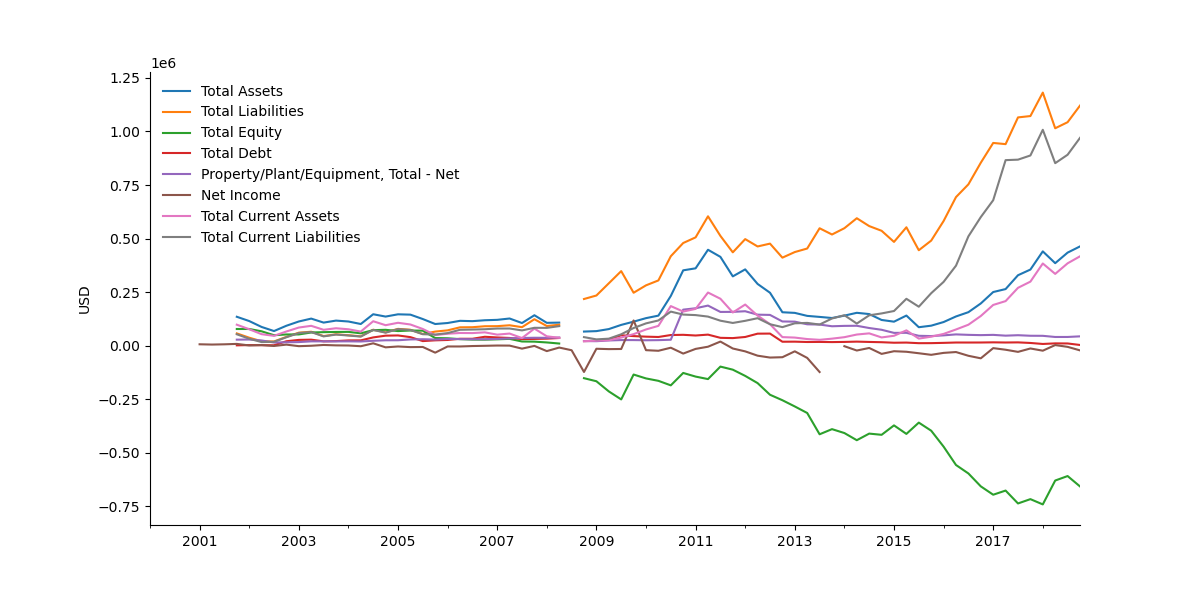 1e6
1.25
1.00
0.75
0.50
0.25
0.00
−0.25
−0.50
−0.75
USD
Total Assets
Total Liabilities
Total Equity
Total Debt
Property/Plant/Equipment, Total - Net
Net Income
Total Current Assets
Total Current Liabilities
2001 2003 2005 2007 2009 2011 2013 2015 2017